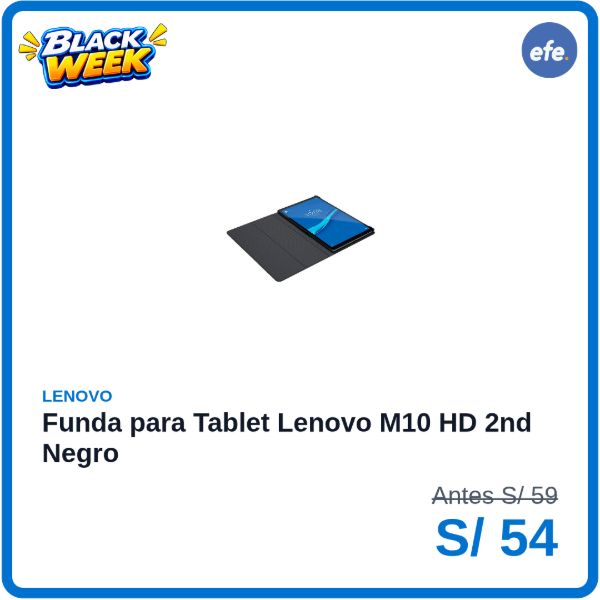 BLACK
WEEK
efe.
LENOVO
Funda para Tablet Lenovo M10 HD 2nd
Negro
Antes S/ 59
S/ 54